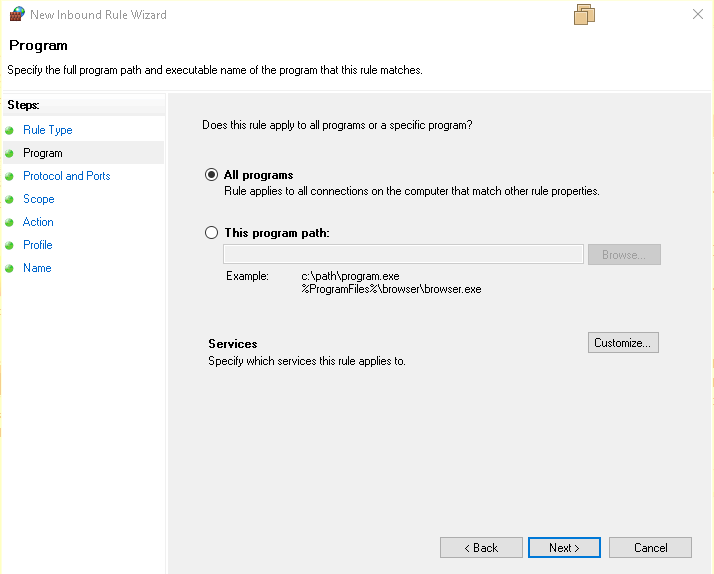 New Inbound Rule Wizard
Program
Specify the full program path and executable name of the program that this rule matches.
Steps:
Rule Type
Program
Protocol and Ports
Scope
Action
Profile
Name
Does this rule apply to all programs or a specific program?
All programs
Rule applies to all connections on the computer that match other rule properties.
This program path:
Browse...
Example:
c:\path\program.exe
%ProgramFiles%\browser\browser.exe
Services
Customize...
Specify which services this rule applies to.
< Back
Next >
Cancel